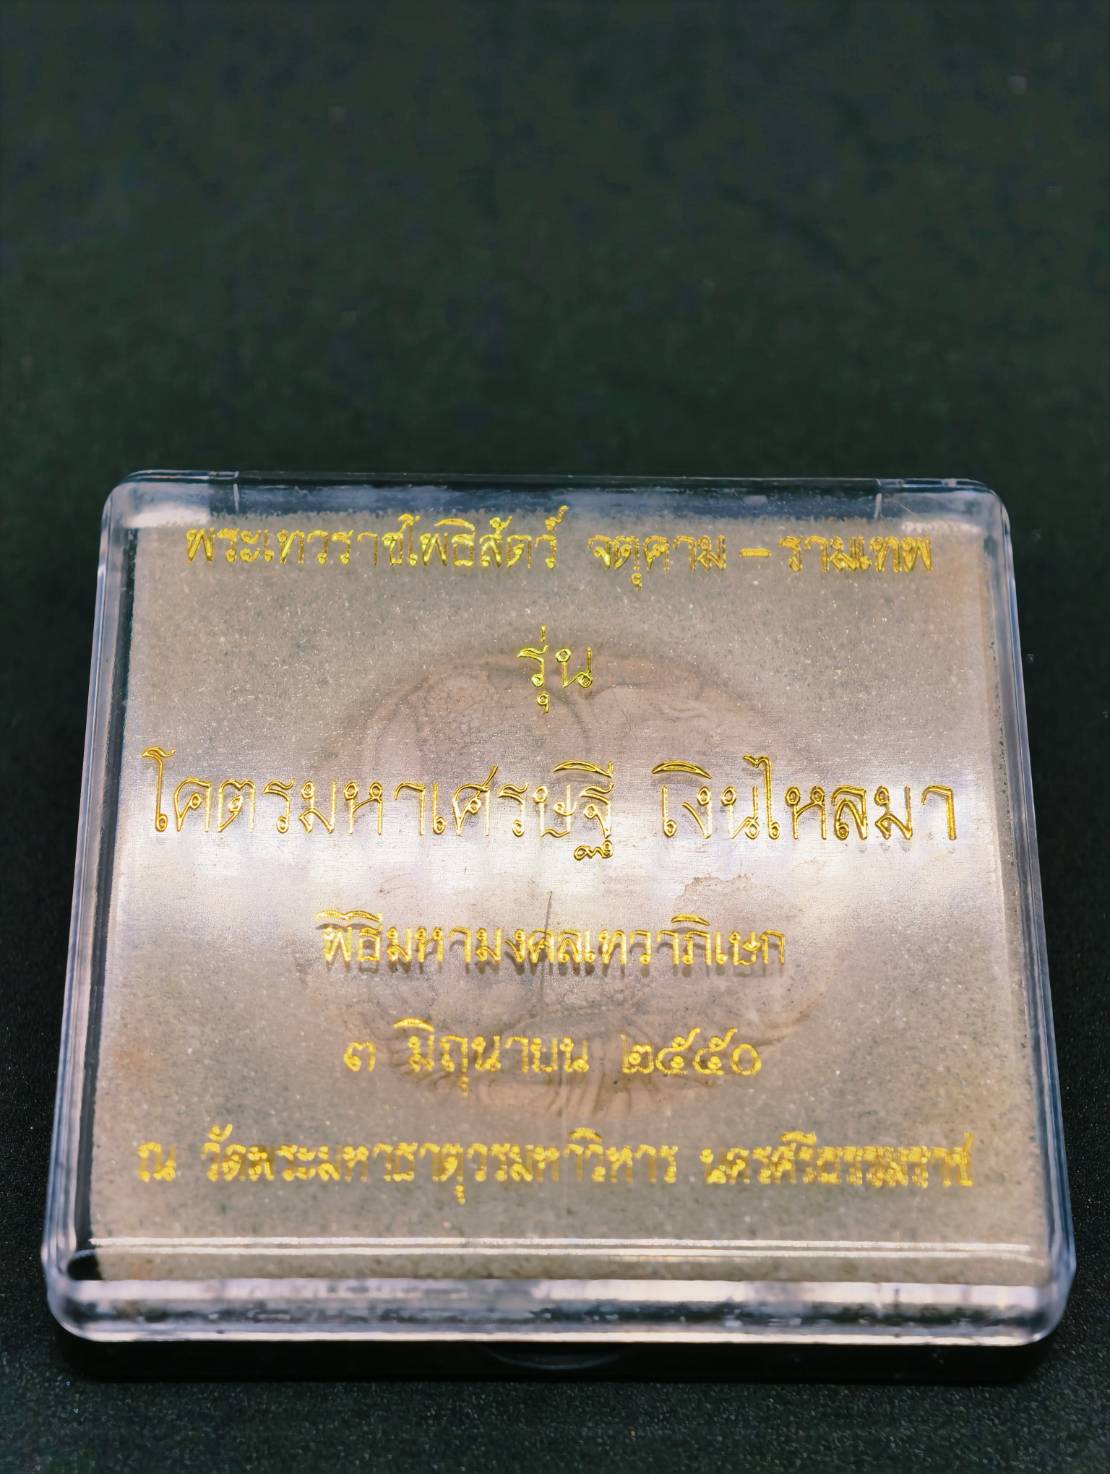 พระเทวราชโพธิสัตว์ จตุคาม - รามเทพ
รุ่น
โคตรมหาเศรษฐี เงินไหลมา
พิธีมหามงคลเทวาภิเษก
๓ มิถุนายน ๒๕๕๐
ณ วัดพระมหาธาตุวรมหาวิหาร นครศรีธรรมราช